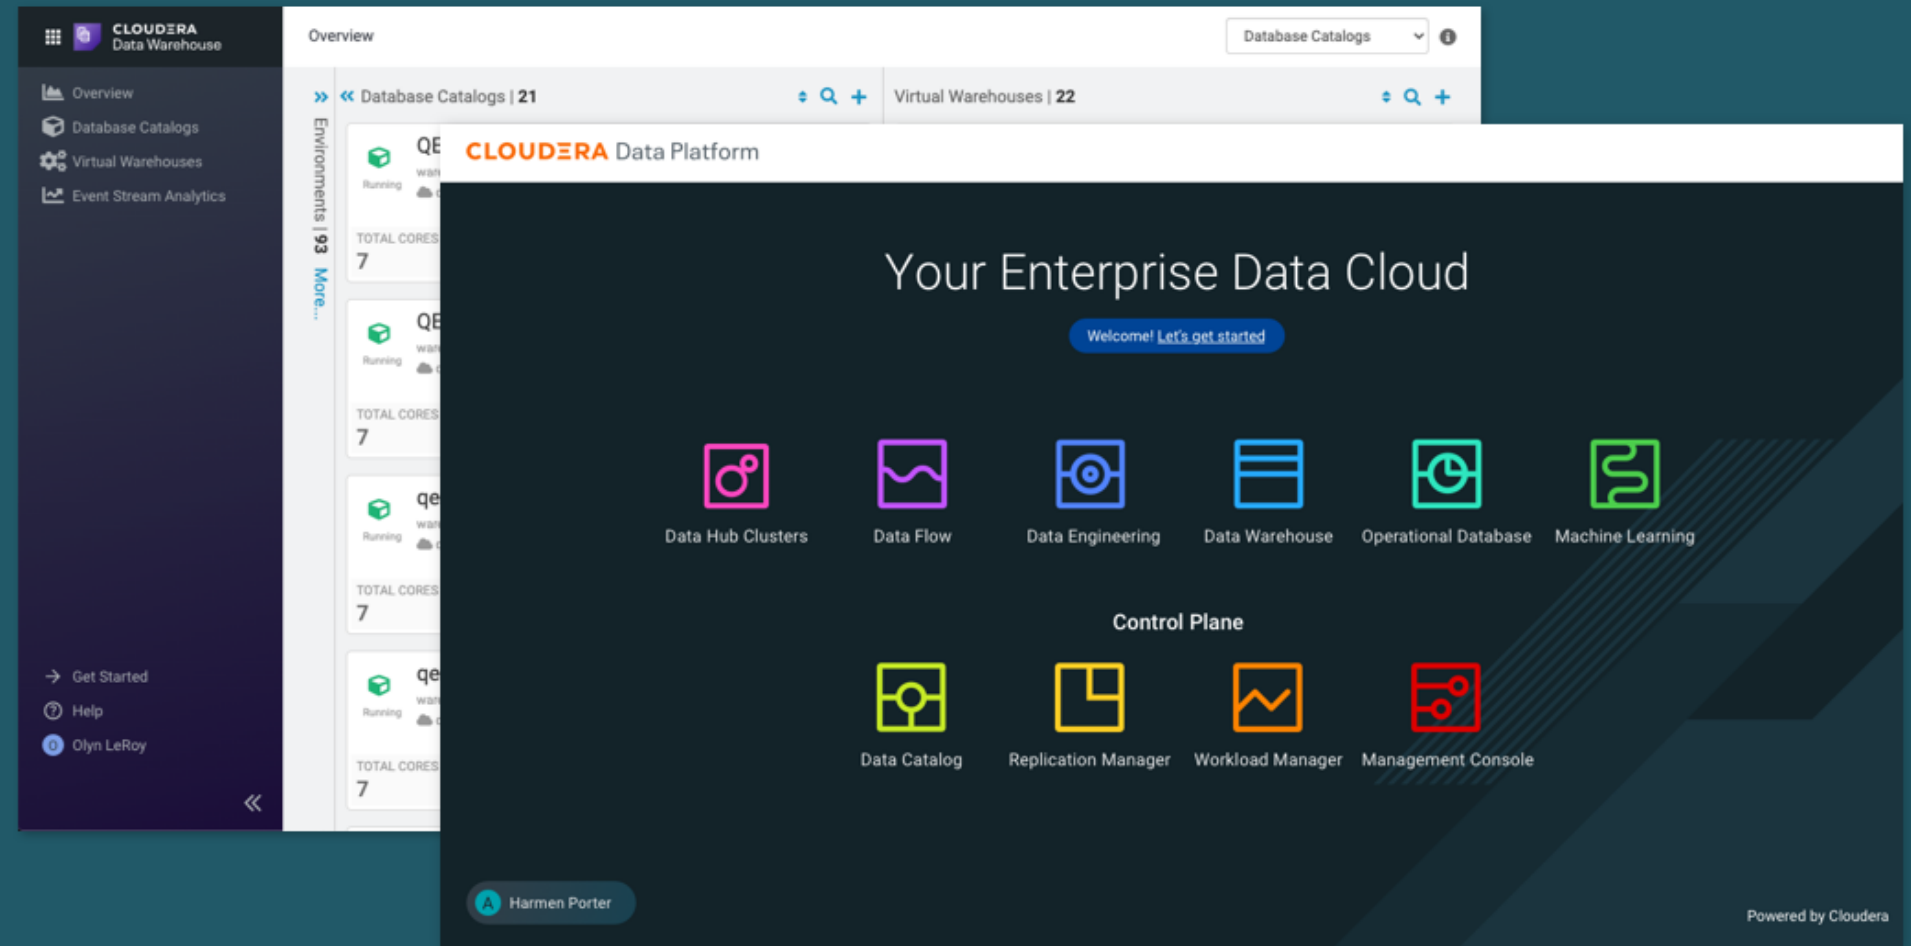 CLOUDERA
Data Warehouse
Overview
Database Catalogs
Virtual Warehouses
Event Stream Analytics
Get Started
Help
Olyn LeRoy
Overview
Database Catalogs
Environments | 93 More...
Database Catalogs | 21
Virtual Warehouses | 22
Running
TOTAL CORES
7
Running
TOTAL CORES
7
Running
TOTAL CORES
7
Running
TOTAL CORES
7
CLOUDERA Data Platform
Your Enterprise Data Cloud
Welcome! Let's get started
Data Hub Clusters
Data Flow
Data Engineering
Data Warehouse
Operational Database
Machine Learning
Control Plane
Data Catalog
Replication Manager
Workload Manager
Management Console
A Harmen Porter
Powered by Cloudera